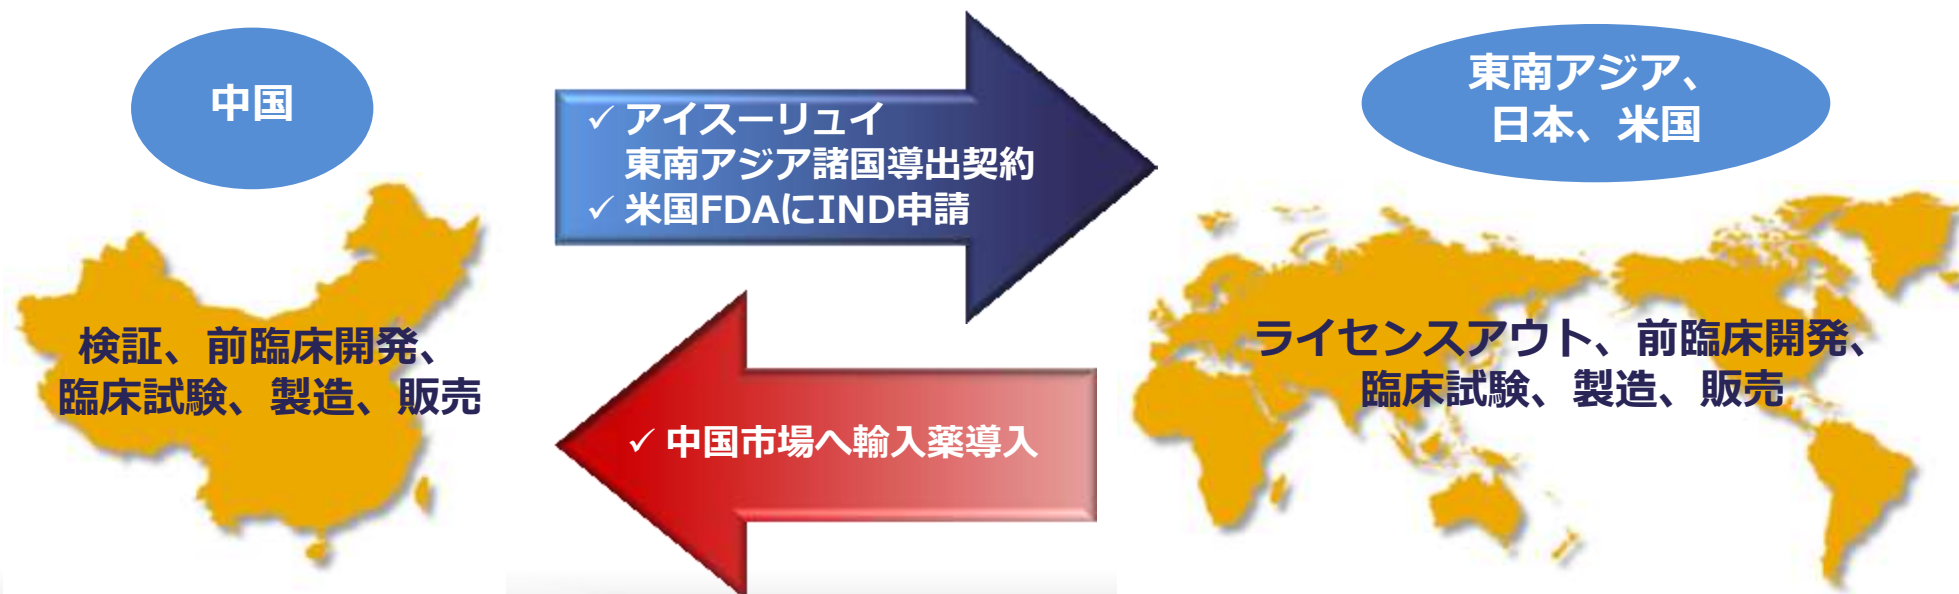 中国
検証、前臨床開発、
臨床試験、製造、販売
✓ アイスーリュイ
東南アジア諸国導出契約
✓ 米国FDAにIND申請
✓ 中国市場へ輸入薬導入
東南アジア、
日本、米国
ライセンスアウト、前臨床開発、
臨床試験、製造、販売